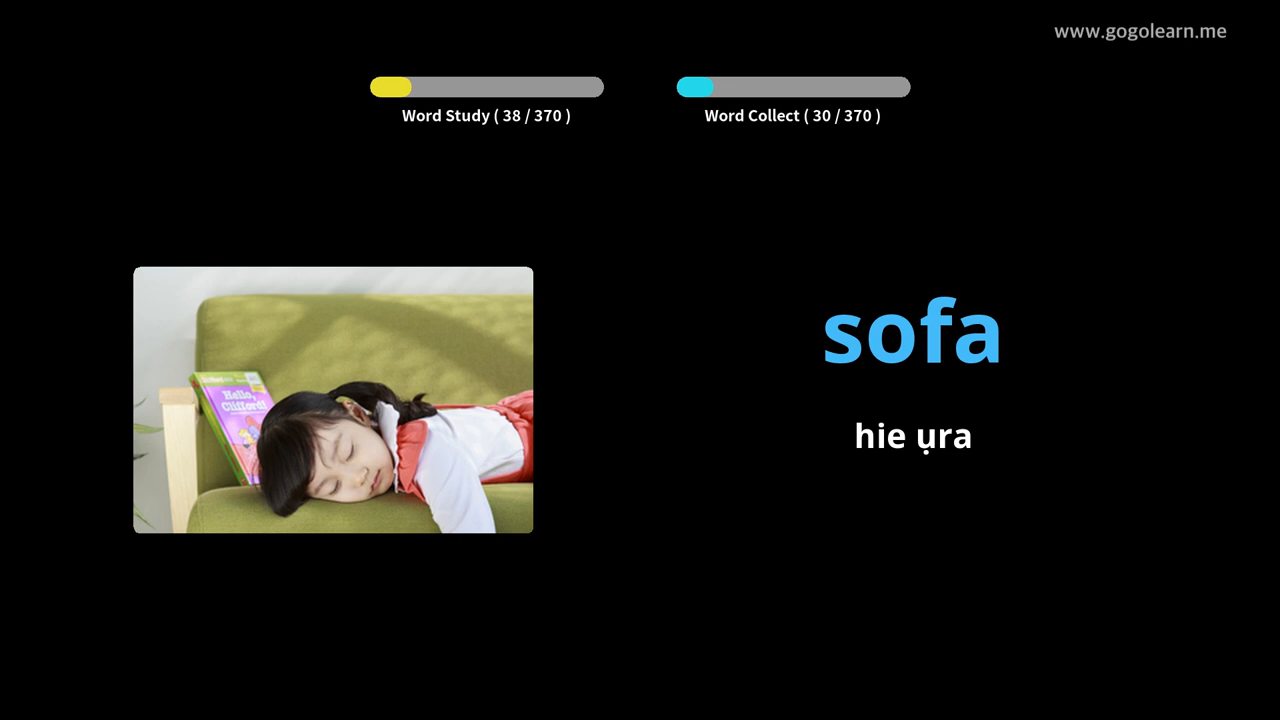 www.gogolearn.me
Word Study ( 38 / 370 )
Word Collect ( 30 / 370 )
sofa
hie ụra
Hello,
Clifford!